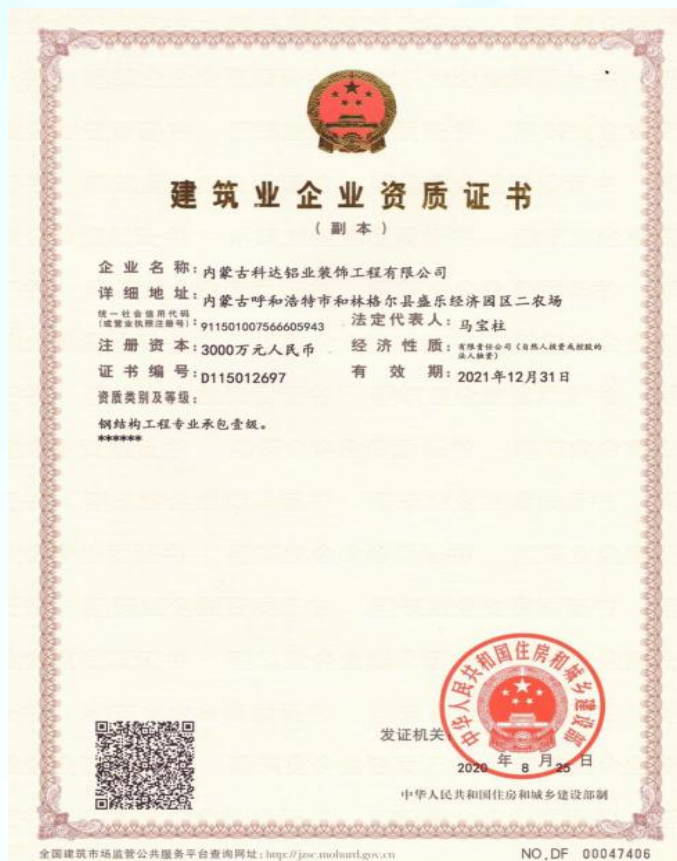 建筑业企业资质证书
（副本）
企业名称：内蒙古科达铝业装饰工程有限公司
详细地址：内蒙古呼和浩特市和林格尔县盛乐经济园区二农场
统一社会信用代码
(或营业执照注册号)：911501007566605943 法定代表人：马宝柱
注册资本：3000万元人民币 经济性质：有限责任公司（自然人投资或控股的
法人独资）
证书编号：D115012697 有效期：2021年12月31日
资质类别及等级：
钢结构工程专业承包壹级。
******
中华人民共和国住房和城乡建设部
发证机关：
2020年8月25日
中华人民共和国住房和城乡建设部制
全国建筑市场监管公共服务平台查询网址：http://jzsc.mohurd.gov.cn NO.DF 00047406